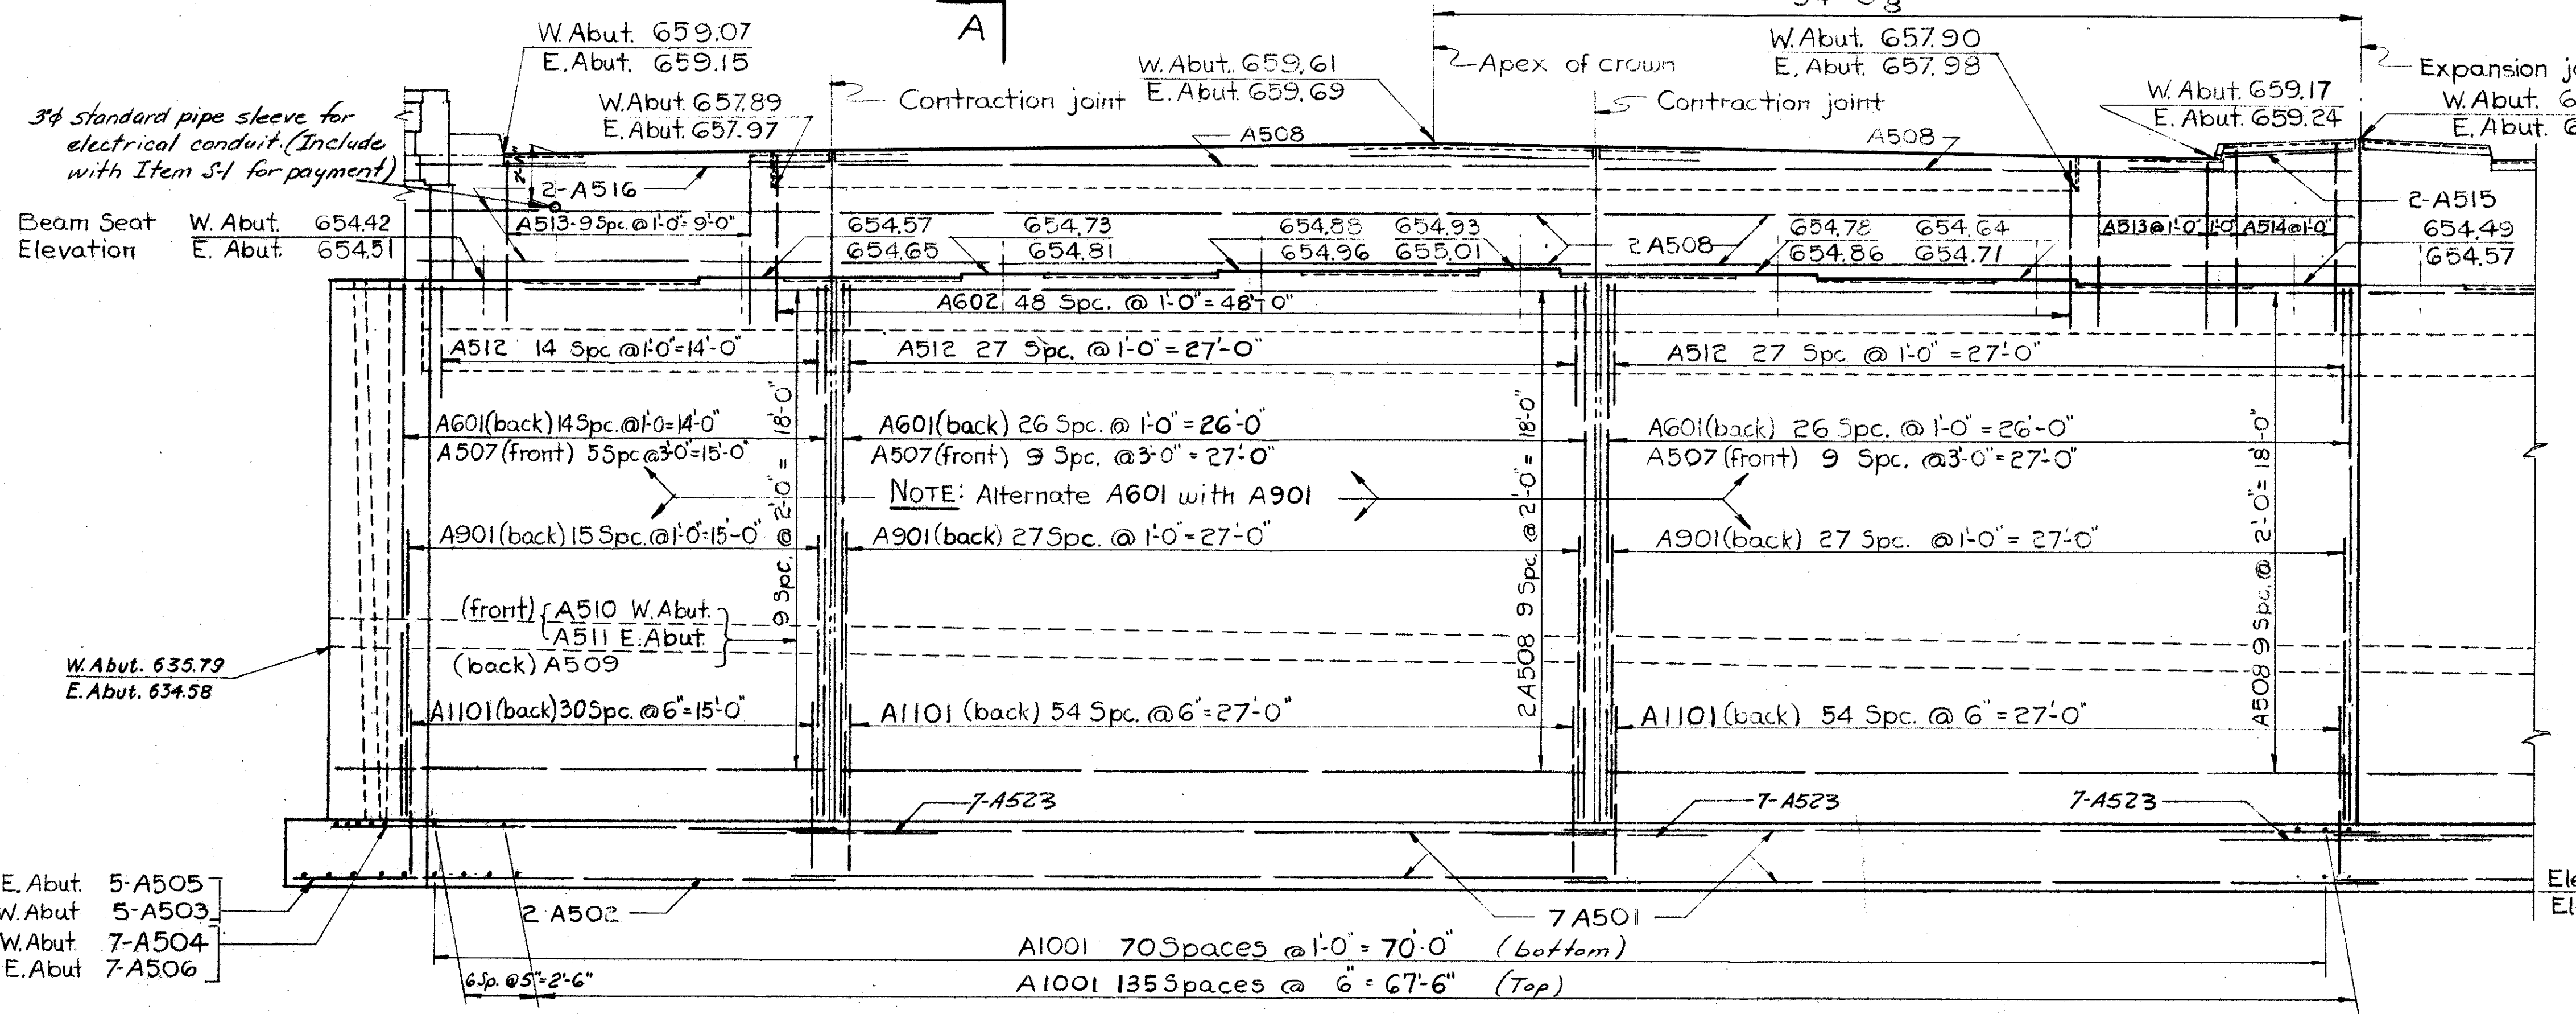 A
W. Abut. 659.07
E. Abut. 659.15
W. Abut. 657.89
E. Abut. 657.97
Contraction joint
W. Abut. 659.61
E. Abut. 659.69
Apex of crown
W. Abut. 657.90
E. Abut. 657.98
Contraction joint
W. Abut. 659.17
E. Abut. 659.24
Expansion
W. Abut.
E. Abut.
3"φ standard pipe sleeve for
electrical conduit. (Include
with Item S-1 for payment)
A508
A508
2-A516
2-A515
Beam Seat
Elevation
W. Abut. 654.42
E. Abut. 654.51
A513-9 Spc. @ 1'-0" = 9'-0"
654.57
654.65
654.73
654.81
654.88
654.96
654.93
655.01
2 A508
654.78
654.86
654.64
654.71
A513@1'-0"
1'-0"
A514@1'-0"
654.49
654.57
A602 48 Spc. @ 1'-0" = 48'-0"
A512 14 Spc @ 1'-0" = 14'-0"
A512 27 Spc. @ 1'-0" = 27'-0"
A512 27 Spc @ 1'-0" = 27'-0"
A601 (back) 14 Spc. @ 1'-0 = 14'-0"
A507 (front) 5 Spc @ 3'-0" = 15'-0"
A601 (back) 26 Spc. @ 1'-0" = 26'-0"
A507 (front) 9 Spc. @ 3'-0" = 27'-0"
A601 (back) 26 Spc. @ 1'-0" = 26'-0"
A507 (front) 9 Spc. @ 3'-0" = 27'-0"
NOTE: Alternate A601 with A901
A901 (back) 15 Spc. @ 1'-0" = 15'-0"
A901 (back) 27 Spc. @ 1'-0" = 27'-0"
A901 (back) 27 Spc. @ 1'-0" = 27'-0"
9 Spc. @ 2'-0" = 18'-0"
2 A508 9 Spc. @ 2'-0" = 18'-0"
A508 9 Spc. @ 2'-0" = 18'-0"
(front) { A510 W. Abut.
A511 E. Abut.
(back) A509
W. Abut. 635.79
E. Abut. 634.58
A1101 (back) 30 Spc. @ 6" = 15'-0"
A1101 (back) 54 Spc. @ 6" = 27'-0"
A1101 (back) 54 Spc. @ 6" = 27'-0"
7-A523
7-A523
7-A523
E. Abut. 5-A505
W. Abut 5-A503
W. Abut. 7-A504
E. Abut 7-A506
2 A502
7 A501
A1001 70 Spaces @ 1'-0" = 70'-0" (bottom)
6 Sp. @ 5" = 2'-6"
A1001 135 Spaces @ 6" = 67'-6" (Top)